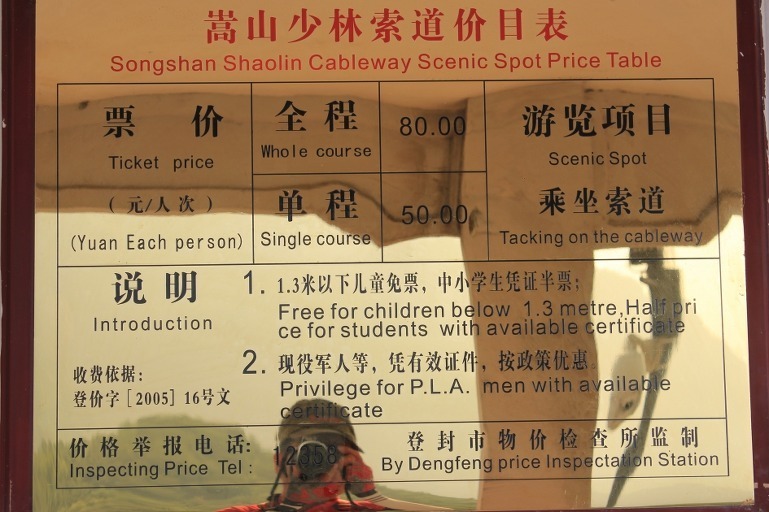 嵩山少林索道价目表
Songshan Shaolin Cableway Scenic Spot Price Table
票 价
Ticket price
(元/人次)
(Yuan Each person)
全程
Whole course
80.00
单程
Single course
50.00
游览项目
Scenic Spot
乘坐索道
Tacking on the cableway
说明
Introduction
收费依据:
登价字[2005]16号文
1. 1.3米以下儿童免票，中小学生凭证半票；
Free for children below 1.3 metre,Half pri
ce for students with available certificate
2. 现役军人等，凭有效证件，按政策优惠
Privilege for P.L.A. men with available
certificate
价格举报电话:
Inspecting Price Tel: 12358
登封市物价检查所监制
By Dengfeng price Inspectation Station